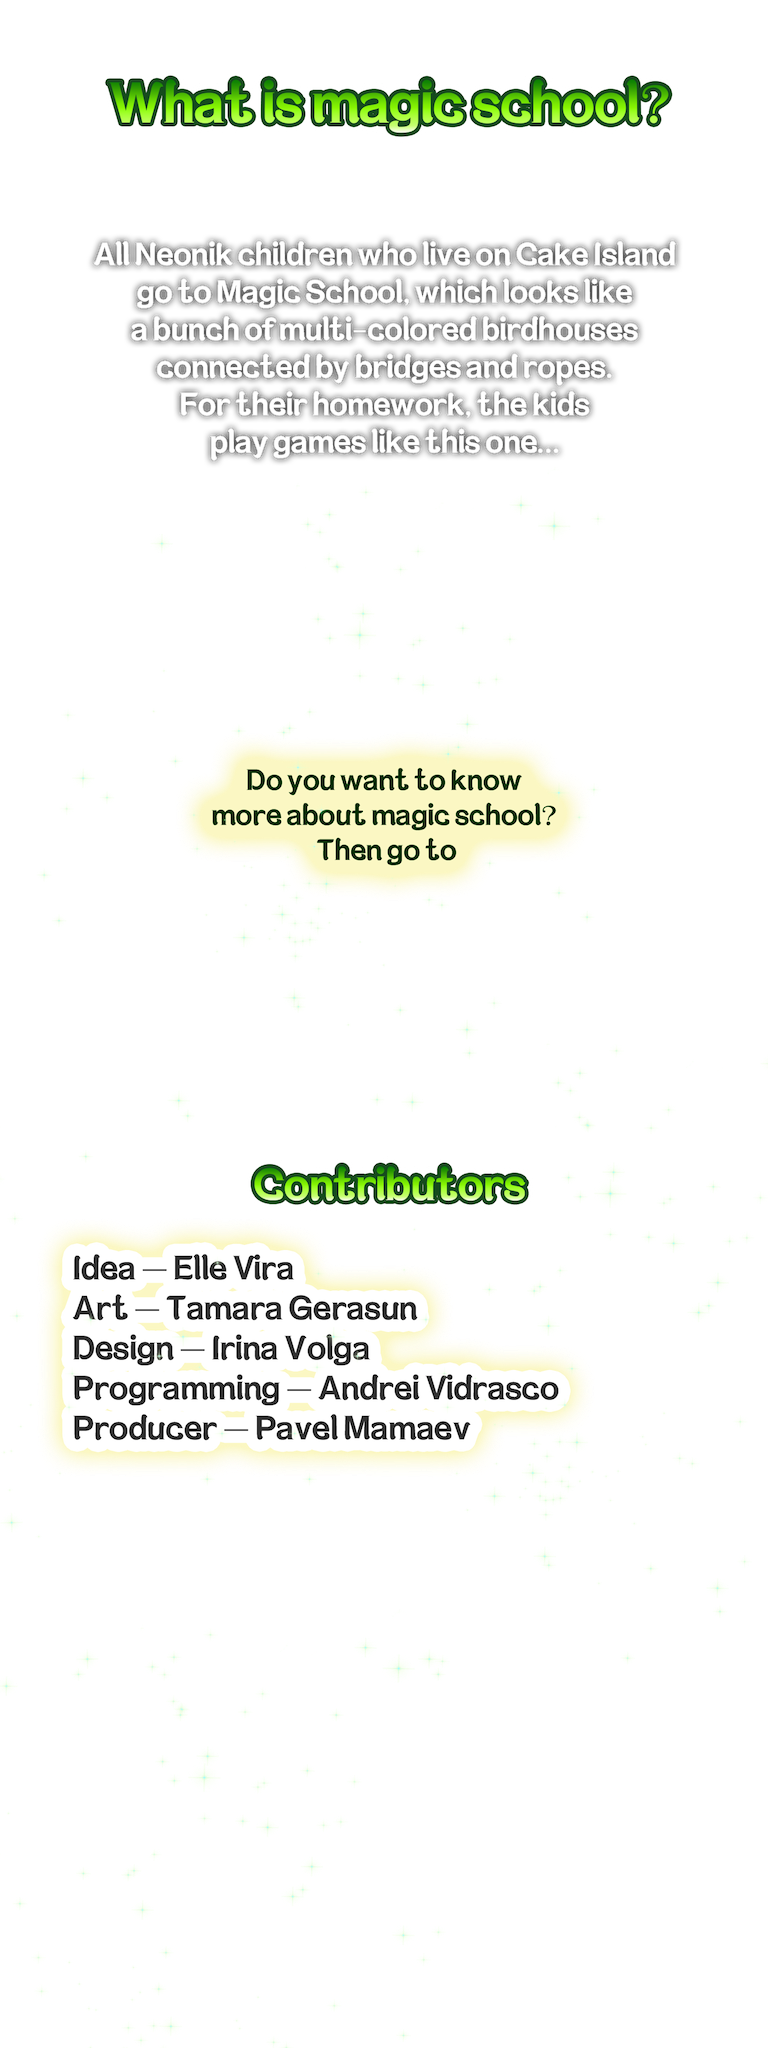 What is magic school?
All Neonik children who live on Cake Island
go to Magic School, which looks like
a bunch of multi-colored birdhouses
connected by bridges and ropes.
For their homework, the kids
play games like this one...
Do you want to know
more about magic school?
Then go to
Contributors
Idea — Elle Vira
Art — Tamara Gerasun
Design — Irina Volga
Programming — Andrei Vidrasco
Producer — Pavel Mamaev